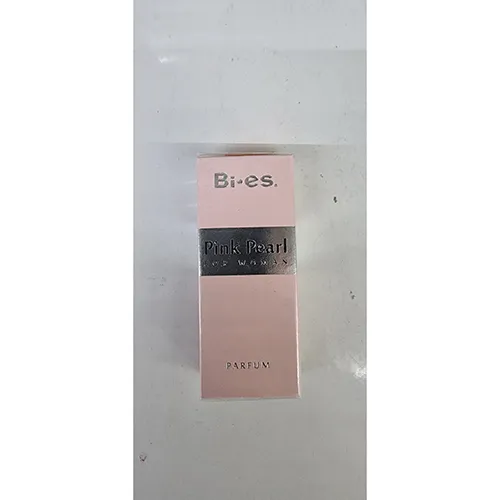 Bi-es.
Pink Pearl
FOR WOMAN
PARFUM